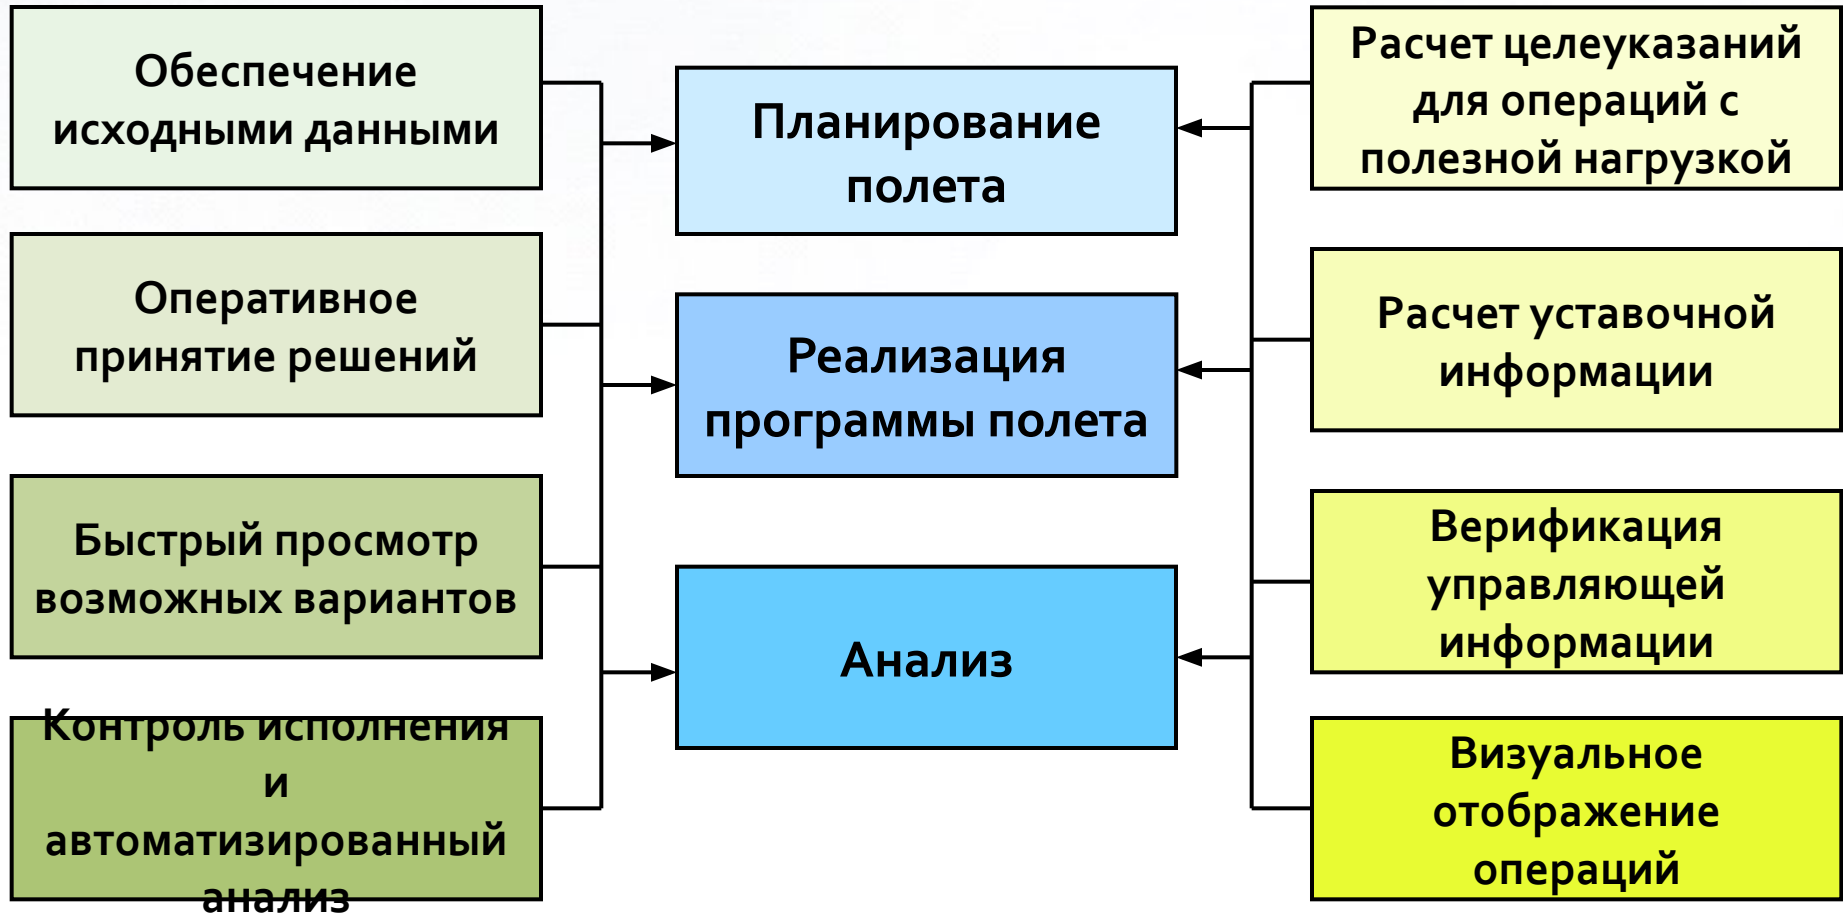 Обеспечение
исходными данными
Оперативное
принятие решений
Быстрый просмотр
возможных вариантов
Контроль исполнения
и
автоматизированный
анализ
Планирование
полета
Реализация
программы полета
Анализ
Расчет целеуказаний
для операций с
полезной нагрузкой
Расчет уставочной
информации
Верификация
управляющей
информации
Визуальное
отображение
операций